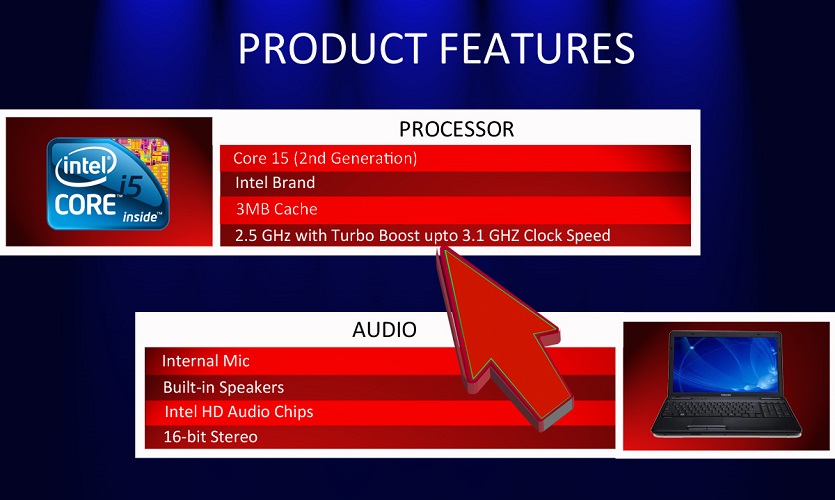 PRODUCT FEATURES
PROCESSOR
intel
i5
CORE™
inside™
Core 15 (2nd Generation)
Intel Brand
3MB Cache
2.5 GHz with Turbo Boost upto 3.1 GHZ Clock Speed
AUDIO
Internal Mic
Built-in Speakers
Intel HD Audio Chips
16-bit Stereo